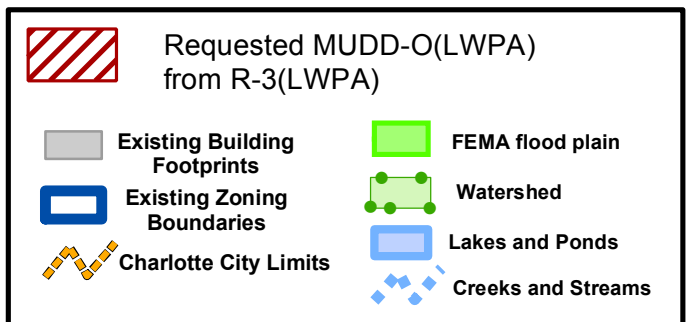 Requested MUDD-O(LWPA)
from R-3(LWPA)
Existing Building
Footprints
Existing Zoning
Boundaries
Charlotte City Limits
FEMA flood plain
Watershed
Lakes and Ponds
Creeks and Streams